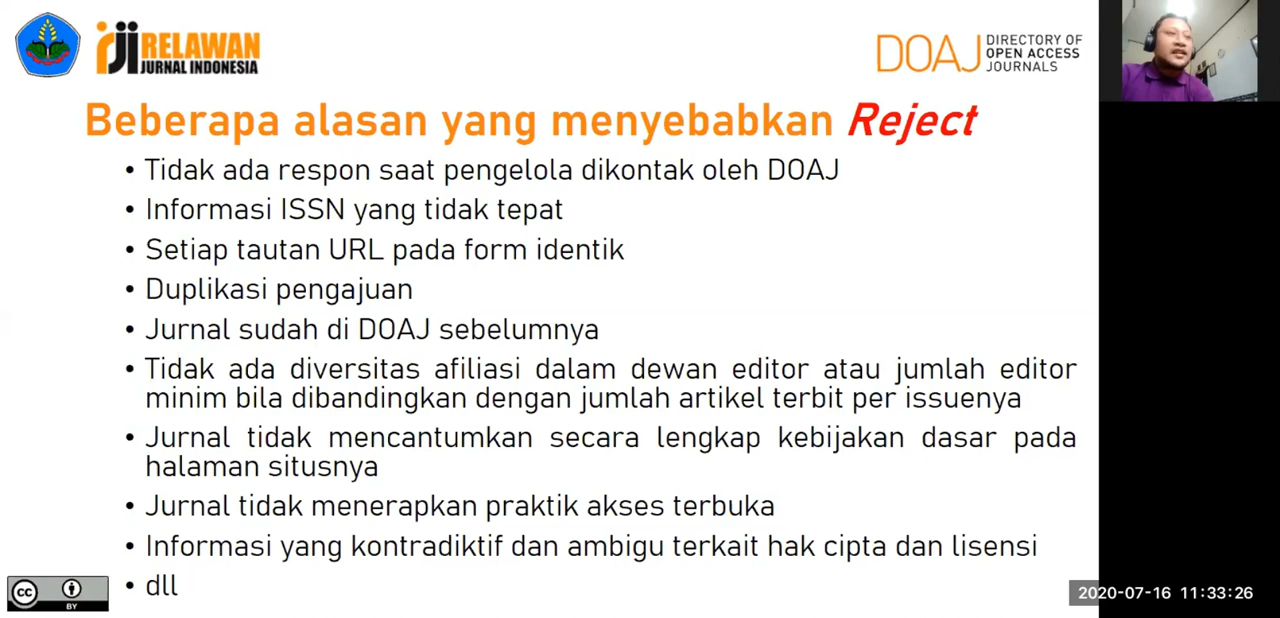 RELAWAN
JURNAL INDONESIA
DOAJ
DIRECTORY OF
OPEN ACCESS
JOURNALS
Beberapa alasan yang menyebabkan Reject
• Tidak ada respon saat pengelola dikontak oleh DOAJ
• Informasi ISSN yang tidak tepat
• Setiap tautan URL pada form identik
• Duplikasi pengajuan
• Jurnal sudah di DOAJ sebelumnya
• Tidak ada diversitas afiliasi dalam dewan editor atau jumlah editor
minim bila dibandingkan dengan jumlah artikel terbit per issuenya
• Jurnal tidak mencantumkan secara lengkap kebijakan dasar pada
halaman situsnya
• Jurnal tidak menerapkan praktik akses terbuka
• Informasi yang kontradiktif dan ambigu terkait hak cipta dan lisensi
• dll
cc
BY
2020-07-16 11:33:26